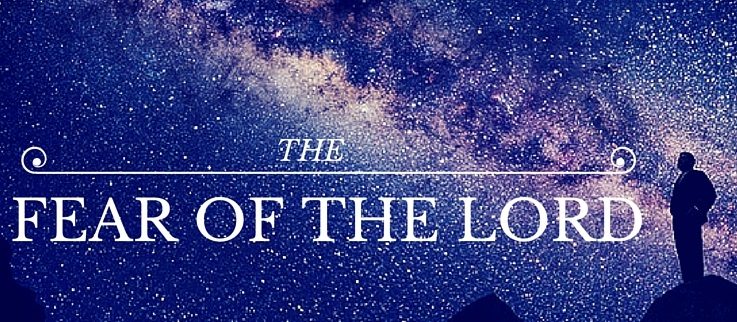 THE
FEAR OF THE LORD